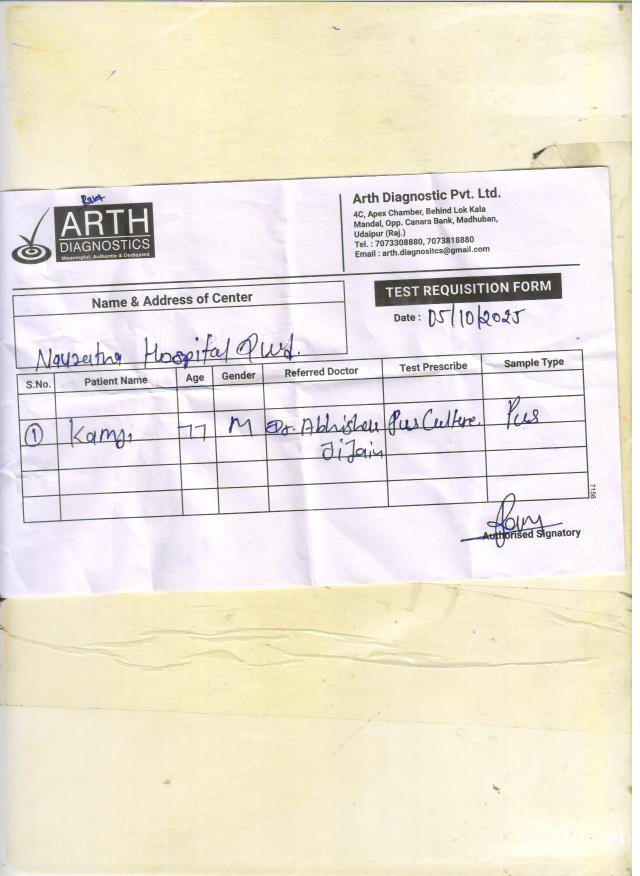 ARTH
DIAGNOSTICS
Meaningful, Authentic & Dedicated
Arth Diagnostic Pvt. Ltd.
4C, Apex Chamber, Behind Lok Kala
Mandal, Opp. Canara Bank, Madhuban,
Udaipur (Raj.)
Tel. : 7073308880, 7073818880
Email : arth.diagnositcs@gmail.com
TEST REQUISITION FORM
Date : 05/10/2025
Name & Address of Center
Navratna Hospital
S.No. Patient Name Age Gender Referred Doctor Test Prescribe Sample Type
1 Kamji 77 M Dr. Abhishek Pus Culture. Pus
Ji Jain
7158
Authorised Signatory